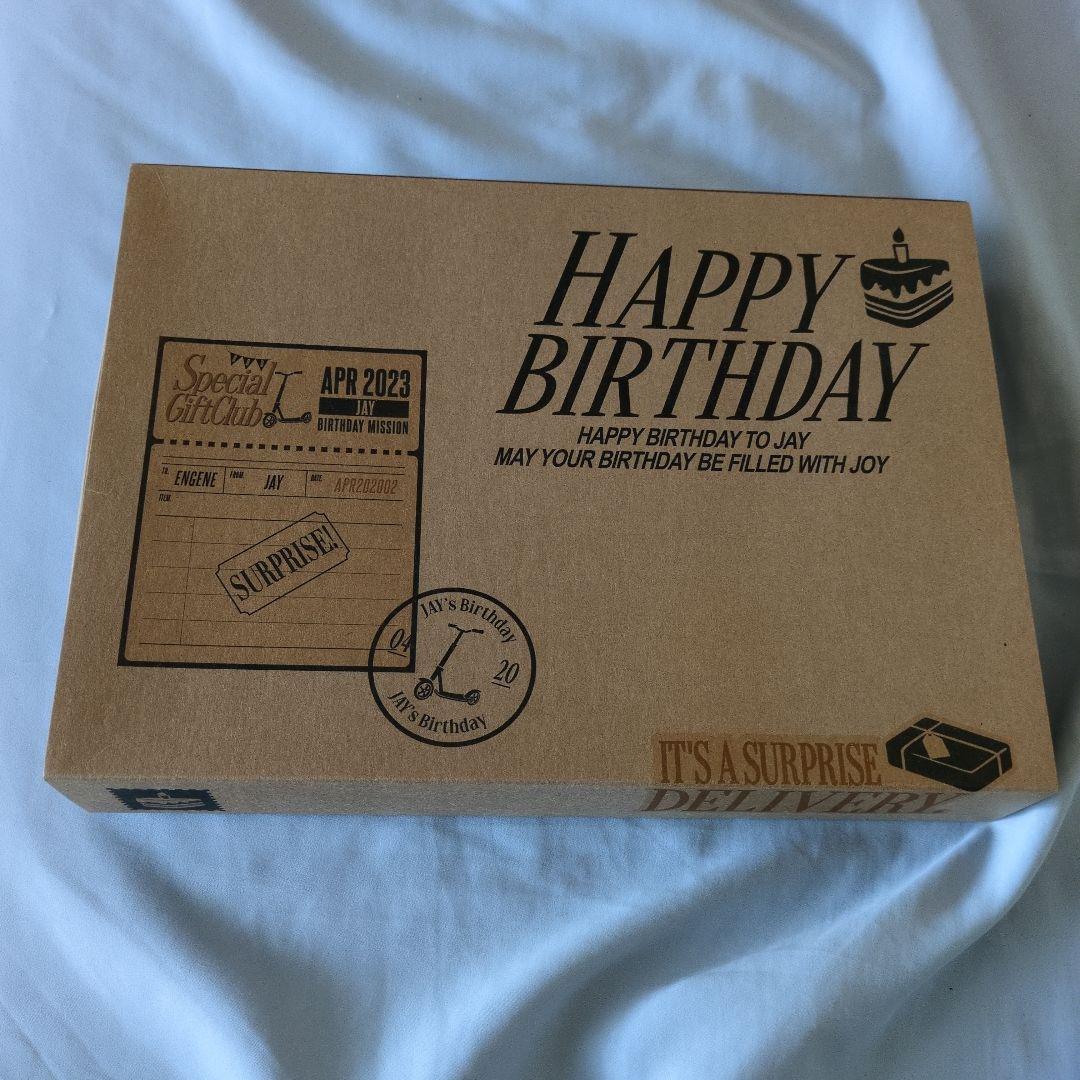 HAPPY
BIRTHDAY
HAPPY BIRTHDAY TO JAY
MAY YOUR BIRTHDAY BE FILLED WITH JOY
Special
GiftClub
APR 2023
JAY
BIRTHDAY MISSION
TO. ENGENE FROM. JAY DATE. APR202002
ITEM.
SURPRISE!
JAY's Birthday
04 20
JAY's Birthday
IT'S A SURPRISE
DELIVERY.